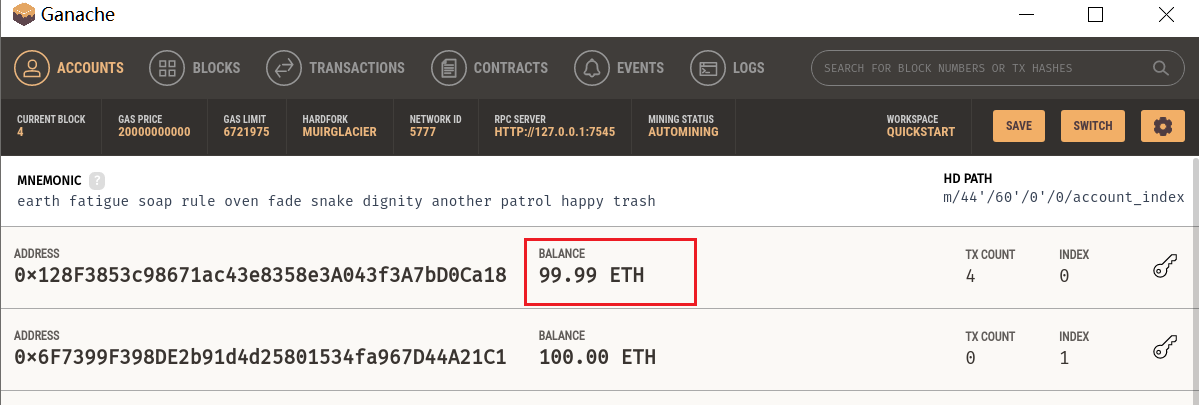 Ganache
ACCOUNTS BLOCKS TRANSACTIONS CONTRACTS EVENTS LOGS SEARCH FOR BLOCK NUMBERS OR TX HASHES
CURRENT BLOCK GAS PRICE GAS LIMIT HARDFORK NETWORK ID RPC SERVER MINING STATUS WORKSPACE
4 20000000000 6721975 MUIRGLACIER 5777 HTTP://127.0.0.1:7545 AUTOMINING QUICKSTART SAVE SWITCH
MNEMONIC ? HD PATH
earth fatigue soap rule oven fade snake dignity another patrol happy trash m/44'/60'/0'/0/account_index
ADDRESS BALANCE TX COUNT INDEX
0×128F3853c98671ac43e8358e3A043f3A7bD0Ca18 99.99 ETH 4 0
ADDRESS BALANCE TX COUNT INDEX
0×6F7399F398DE2b91d4d25801534fa967D44A21C1 100.00 ETH 0 1